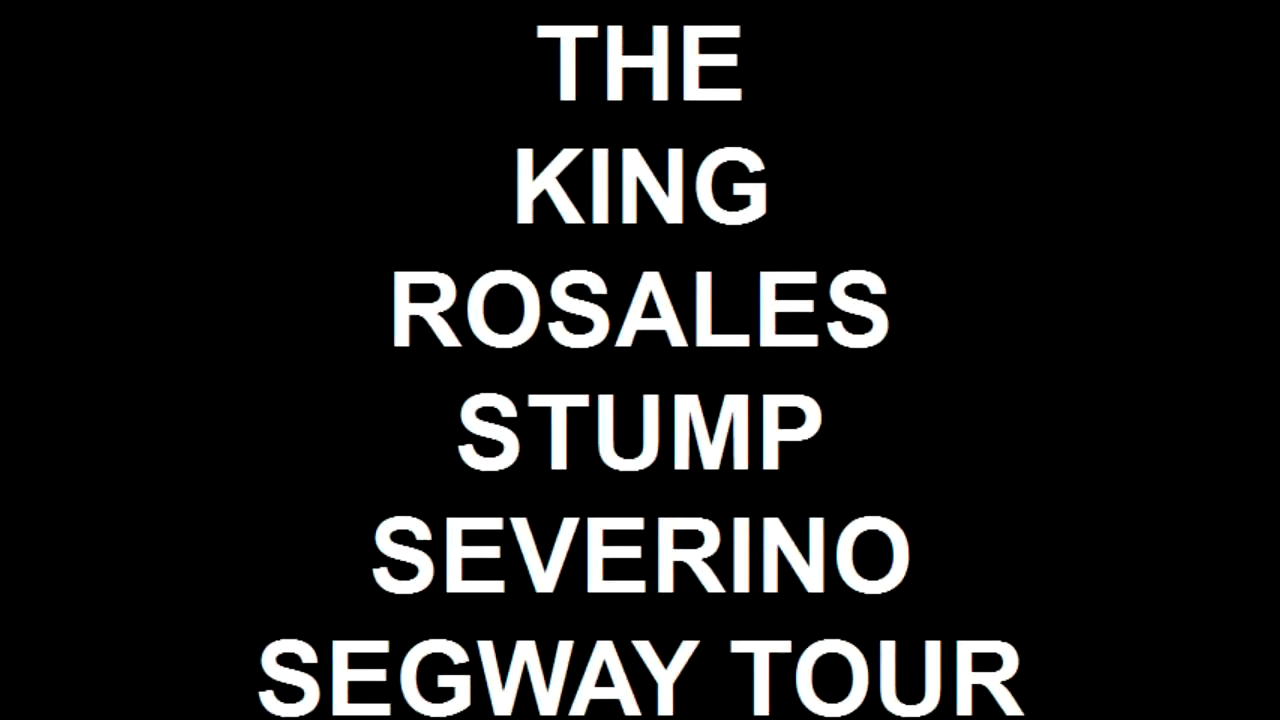 THE
KING
ROSALES
STUMP
SEVERINO
SEGWAY TOUR